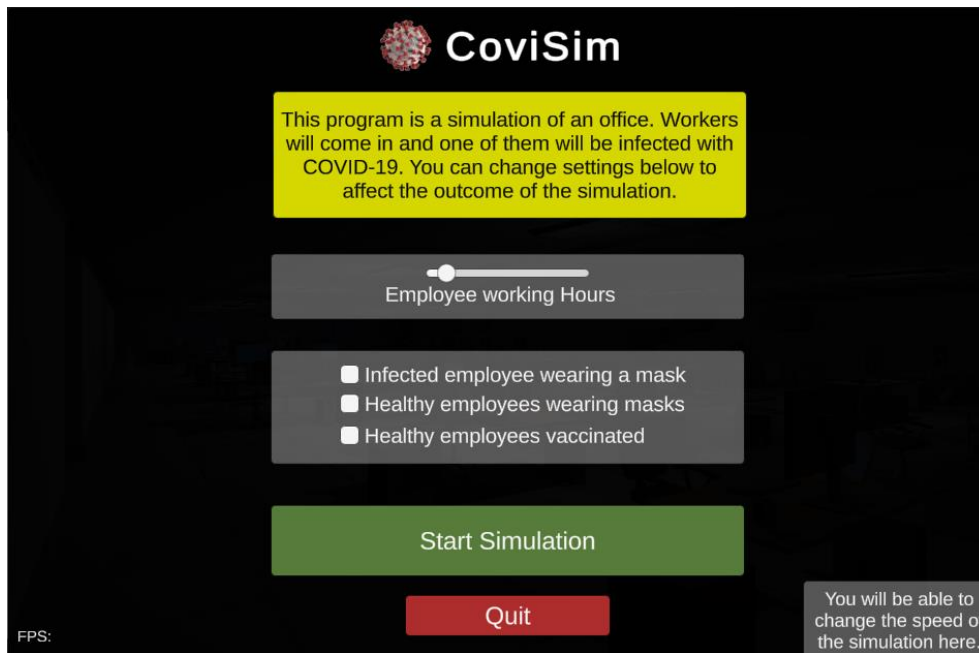 CoviSim
This program is a simulation of an office. Workers
will come in and one of them will be infected with
COVID-19. You can change settings below to
affect the outcome of the simulation.
Employee working Hours
Infected employee wearing a mask
Healthy employees wearing masks
Healthy employees vaccinated
Start Simulation
Quit
FPS:
You will be able to
change the speed o
the simulation here.